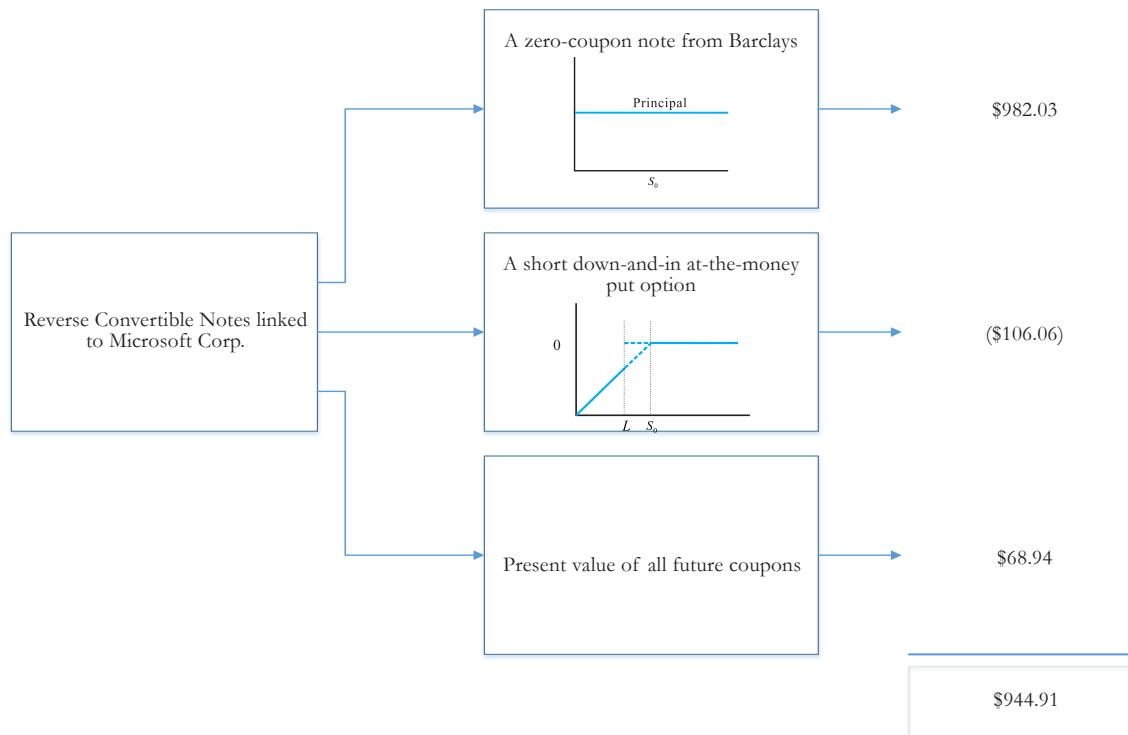 A zero-coupon note from Barclays
Principal
S₀
$982.03
Reverse Convertible Notes linked
to Microsoft Corp.
A short down-and-in at-the-money
put option
0
L S₀
($106.06)
Present value of all future coupons
$68.94
$944.91